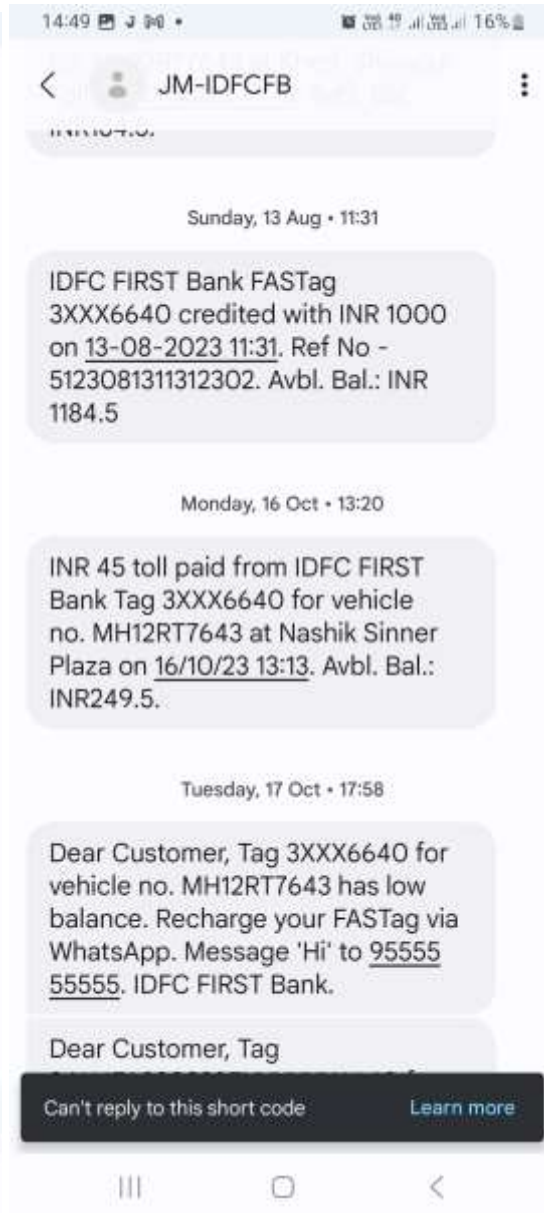 14:49 16%
JM-IDFCFB
Sunday, 13 Aug • 11:31
IDFC FIRST Bank FASTag
3XXX6640 credited with INR 1000
on 13-08-2023 11:31. Ref No -
5123081311312302. Avbl. Bal.: INR
1184.5
Monday, 16 Oct • 13:20
INR 45 toll paid from IDFC FIRST
Bank Tag 3XXX6640 for vehicle
no. MH12RT7643 at Nashik Sinner
Plaza on 16/10/23 13:13. Avbl. Bal.:
INR249.5.
Tuesday, 17 Oct • 17:58
Dear Customer, Tag 3XXX6640 for
vehicle no. MH12RT7643 has low
balance. Recharge your FASTag via
WhatsApp. Message 'Hi' to 95555
55555. IDFC FIRST Bank.
Dear Customer, Tag
Can't reply to this short code Learn more